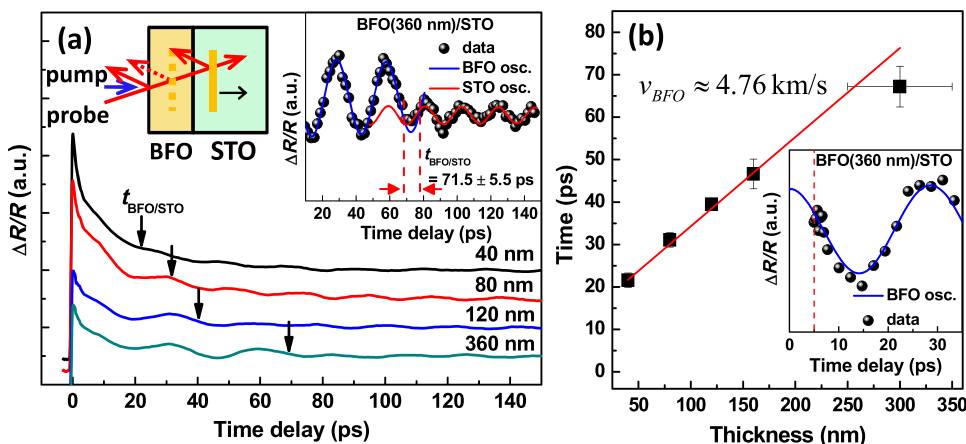 (a)
pump
probe
BFO
STO
BFO(360 nm)/STO
data
BFO osc.
STO osc.
ΔR/R (a.u.)
t BFO/STO
= 71.5 ± 5.5 ps
20 40 60 80 100 120 140
Time delay (ps)
t BFO/STO
40 nm
80 nm
120 nm
360 nm
ΔR/R (a.u.)
0 20 40 60 80 100 120 140
Time delay (ps)
(b)
v BFO ≈ 4.76 km/s
80
70
60
50
40
30
20
10
0
Time (ps)
BFO(360 nm)/STO
ΔR/R (a.u.)
BFO osc.
data
0 10 20 30
Time delay (ps)
50 100 150 200 250 300 350
Thickness (nm)